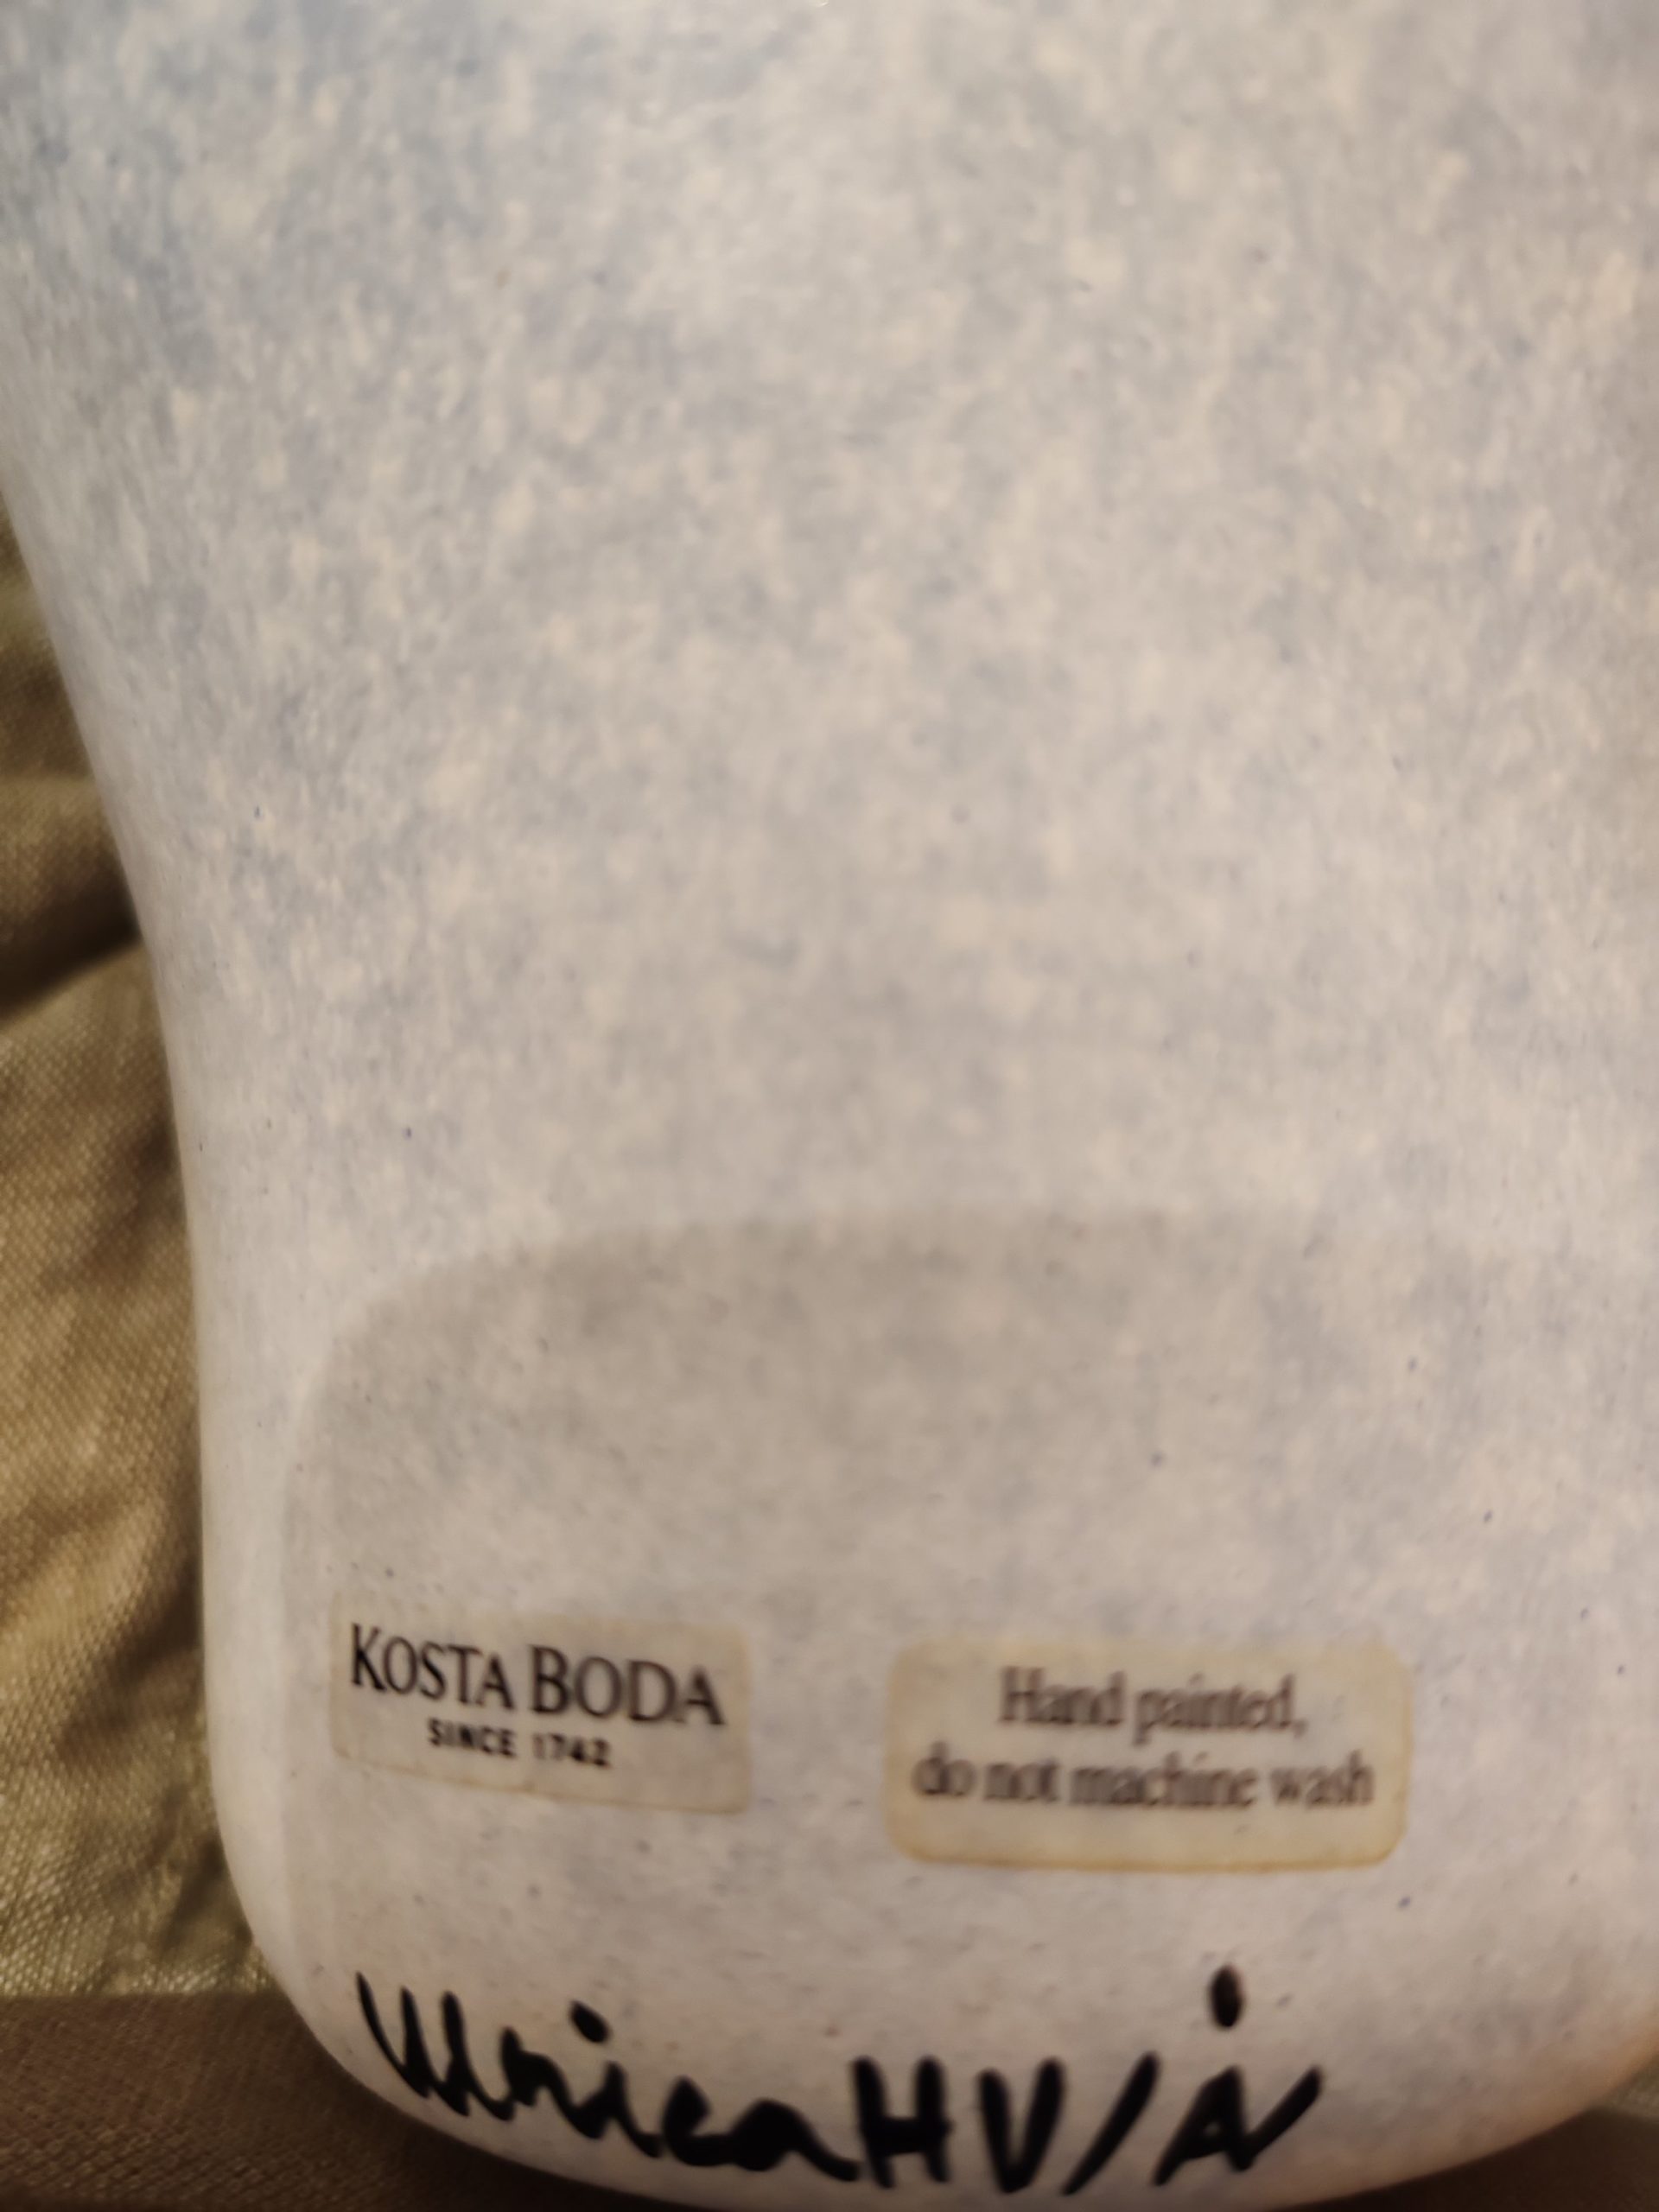 KOSTA BODA
SINCE 1742
Hand painted,
do not machine wash
Ulrica HV/Å